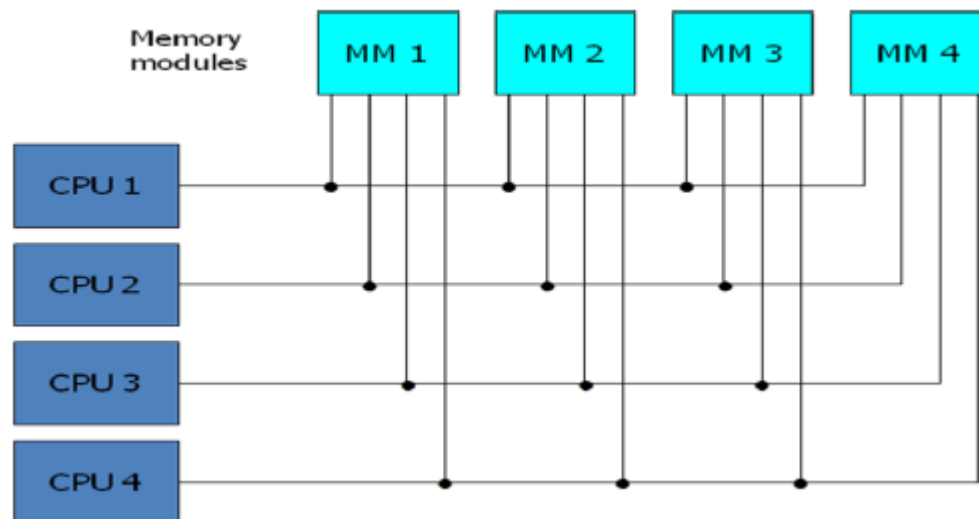 Memory
modules
MM 1
MM 2
MM 3
MM 4
CPU 1
CPU 2
CPU 3
CPU 4